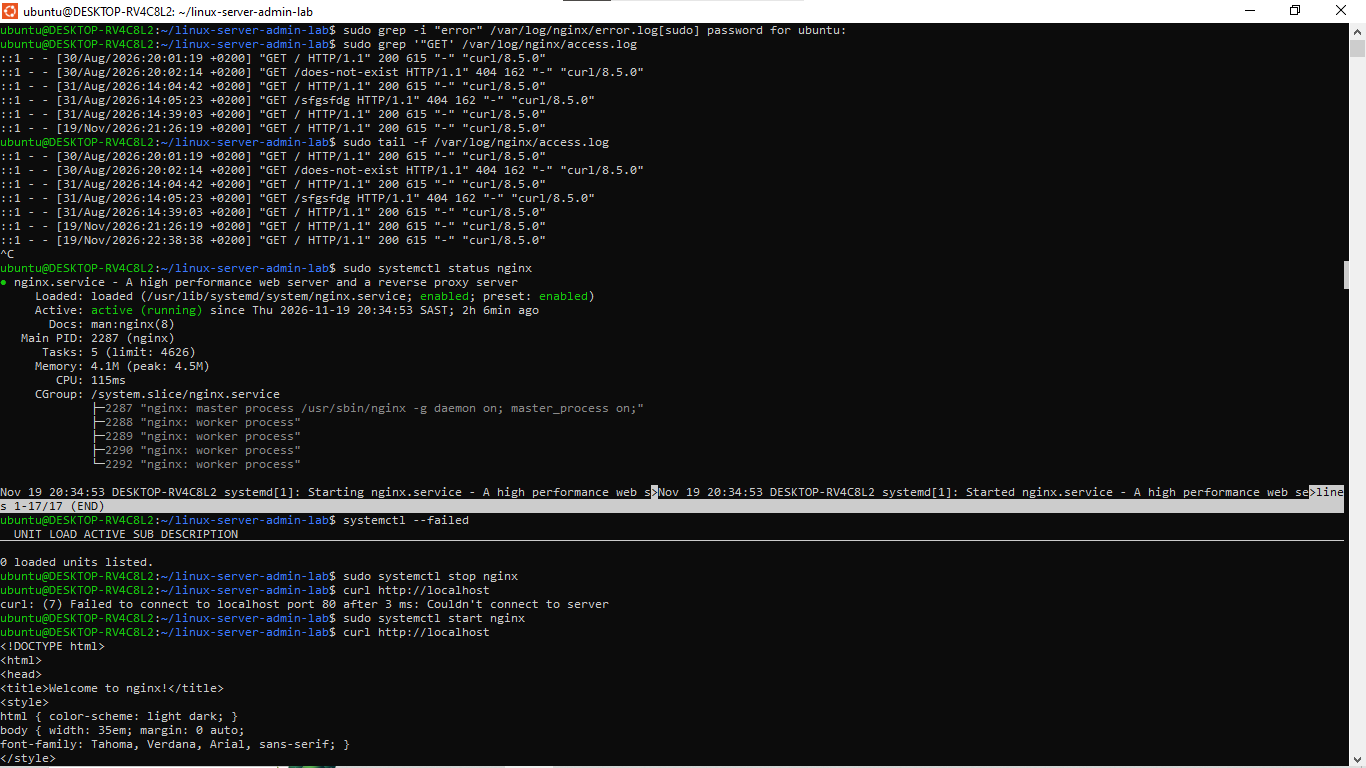 ubuntu@DESKTOP-RV4C8L2: ~/linux-server-admin-lab
ubuntu@DESKTOP-RV4C8L2:~/linux-server-admin-lab$ sudo grep -i "error" /var/log/nginx/error.log[sudo] password for ubuntu:
ubuntu@DESKTOP-RV4C8L2:~/linux-server-admin-lab$ sudo grep '"GET' /var/log/nginx/access.log
::1 - - [30/Aug/2026:20:01:19 +0200] "GET / HTTP/1.1" 200 615 "-" "curl/8.5.0"
::1 - - [30/Aug/2026:20:02:14 +0200] "GET /does-not-exist HTTP/1.1" 404 162 "-" "curl/8.5.0"
::1 - - [31/Aug/2026:14:04:42 +0200] "GET / HTTP/1.1" 200 615 "-" "curl/8.5.0"
::1 - - [31/Aug/2026:14:05:23 +0200] "GET /sfgsfdg HTTP/1.1" 404 162 "-" "curl/8.5.0"
::1 - - [31/Aug/2026:14:39:03 +0200] "GET / HTTP/1.1" 200 615 "-" "curl/8.5.0"
::1 - - [19/Nov/2026:21:26:19 +0200] "GET / HTTP/1.1" 200 615 "-" "curl/8.5.0"
ubuntu@DESKTOP-RV4C8L2:~/linux-server-admin-lab$ sudo tail -f /var/log/nginx/access.log
::1 - - [30/Aug/2026:20:01:19 +0200] "GET / HTTP/1.1" 200 615 "-" "curl/8.5.0"
::1 - - [30/Aug/2026:20:02:14 +0200] "GET /does-not-exist HTTP/1.1" 404 162 "-" "curl/8.5.0"
::1 - - [31/Aug/2026:14:04:42 +0200] "GET / HTTP/1.1" 200 615 "-" "curl/8.5.0"
::1 - - [31/Aug/2026:14:05:23 +0200] "GET /sfgsfdg HTTP/1.1" 404 162 "-" "curl/8.5.0"
::1 - - [31/Aug/2026:14:39:03 +0200] "GET / HTTP/1.1" 200 615 "-" "curl/8.5.0"
::1 - - [19/Nov/2026:21:26:19 +0200] "GET / HTTP/1.1" 200 615 "-" "curl/8.5.0"
::1 - - [19/Nov/2026:22:38:38 +0200] "GET / HTTP/1.1" 200 615 "-" "curl/8.5.0"
^C
ubuntu@DESKTOP-RV4C8L2:~/linux-server-admin-lab$ sudo systemctl status nginx
● nginx.service - A high performance web server and a reverse proxy server
     Loaded: loaded (/usr/lib/systemd/system/nginx.service; enabled; preset: enabled)
     Active: active (running) since Thu 2026-11-19 20:34:53 SAST; 2h 6min ago
       Docs: man:nginx(8)
   Main PID: 2287 (nginx)
      Tasks: 5 (limit: 4626)
     Memory: 4.1M (peak: 4.5M)
        CPU: 115ms
     CGroup: /system.slice/nginx.service
             ├─2287 "nginx: master process /usr/sbin/nginx -g daemon on; master_process on;"
             ├─2288 "nginx: worker process"
             ├─2289 "nginx: worker process"
             ├─2290 "nginx: worker process"
             └─2292 "nginx: worker process"
Nov 19 20:34:53 DESKTOP-RV4C8L2 systemd[1]: Starting nginx.service - A high performance web s>Nov 19 20:34:53 DESKTOP-RV4C8L2 systemd[1]: Started nginx.service - A high performance web se>line
s 1-17/17 (END)
ubuntu@DESKTOP-RV4C8L2:~/linux-server-admin-lab$ systemctl --failed
  UNIT LOAD ACTIVE SUB DESCRIPTION
0 loaded units listed.
ubuntu@DESKTOP-RV4C8L2:~/linux-server-admin-lab$ sudo systemctl stop nginx
ubuntu@DESKTOP-RV4C8L2:~/linux-server-admin-lab$ curl http://localhost
curl: (7) Failed to connect to localhost port 80 after 3 ms: Couldn't connect to server
ubuntu@DESKTOP-RV4C8L2:~/linux-server-admin-lab$ sudo systemctl start nginx
ubuntu@DESKTOP-RV4C8L2:~/linux-server-admin-lab$ curl http://localhost
<!DOCTYPE html>
<html>
<head>
<title>Welcome to nginx!</title>
<style>
html { color-scheme: light dark; }
body { width: 35em; margin: 0 auto;
font-family: Tahoma, Verdana, Arial, sans-serif; }
</style>